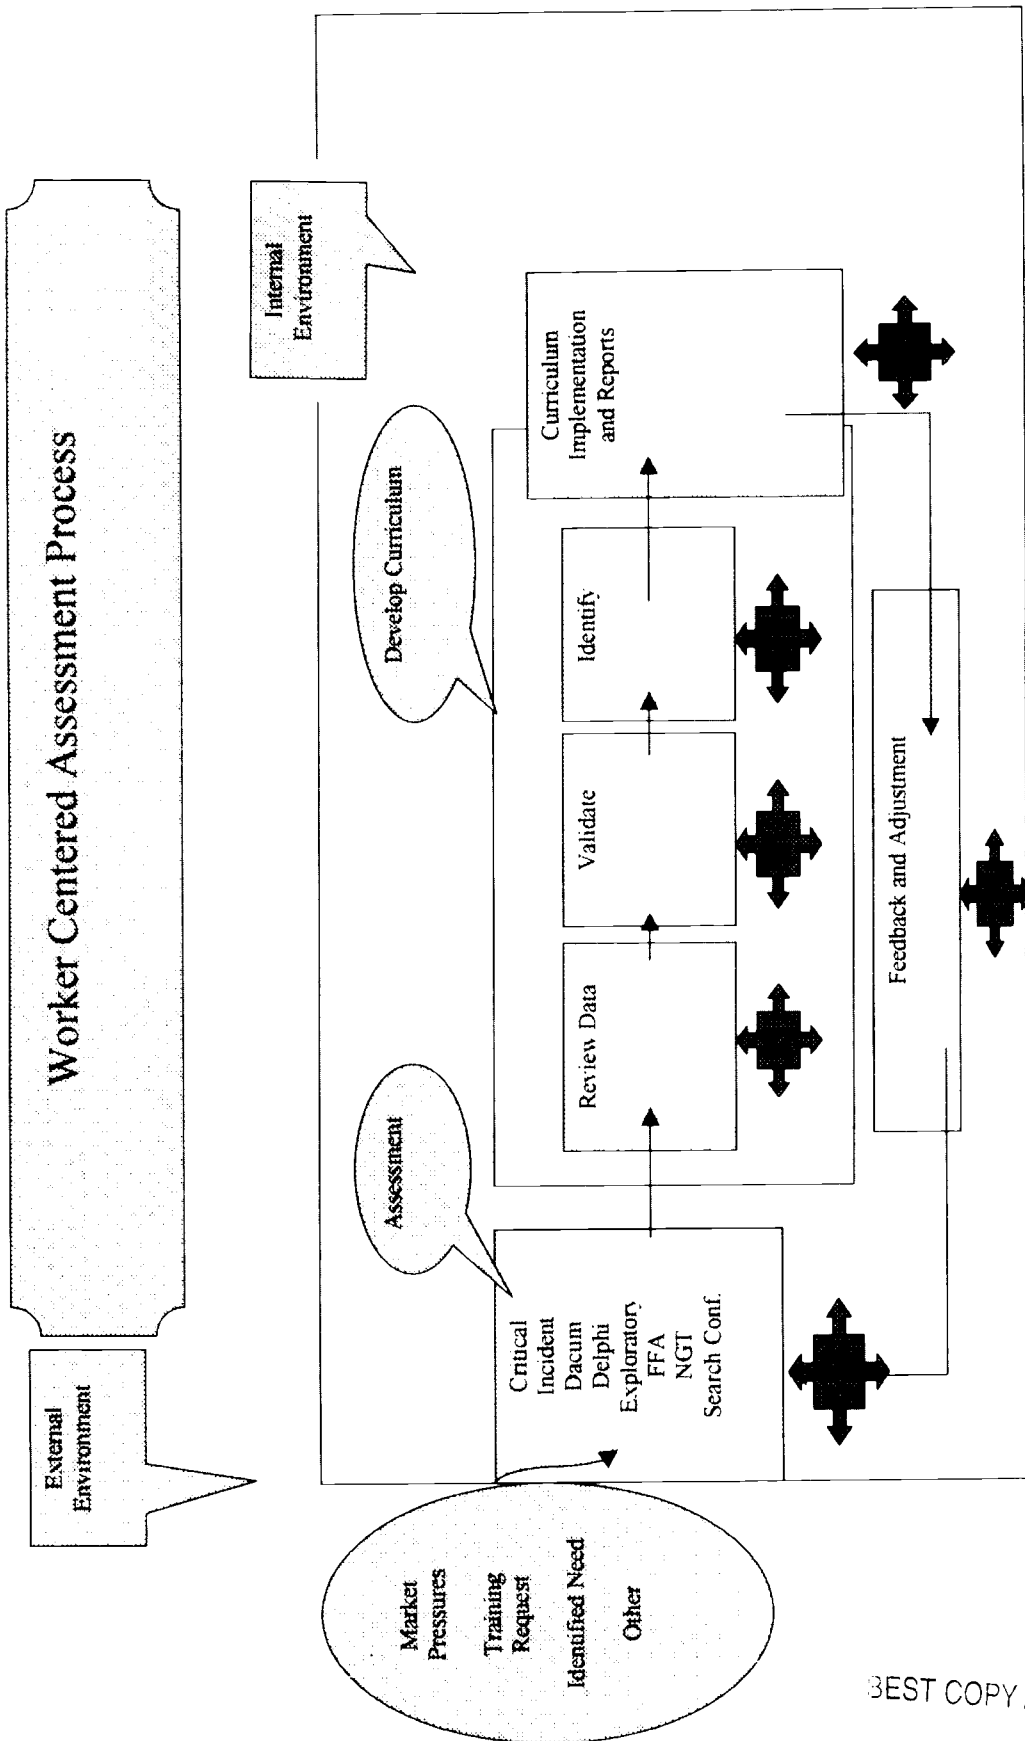 Worker Centered Assessment Process
External
Environment
Internal
Environment
Market
Pressures
Training
Request
Identified Need
Other
Assessment
Critical
Incident
Dacum
Delphi
Exploratory
FFA
NGT
Search Conf.
Develop Curriculum
Review Data
Validate
Identify
Curriculum
Implementation
and Reports
Feedback and Adjustment
BEST COPY